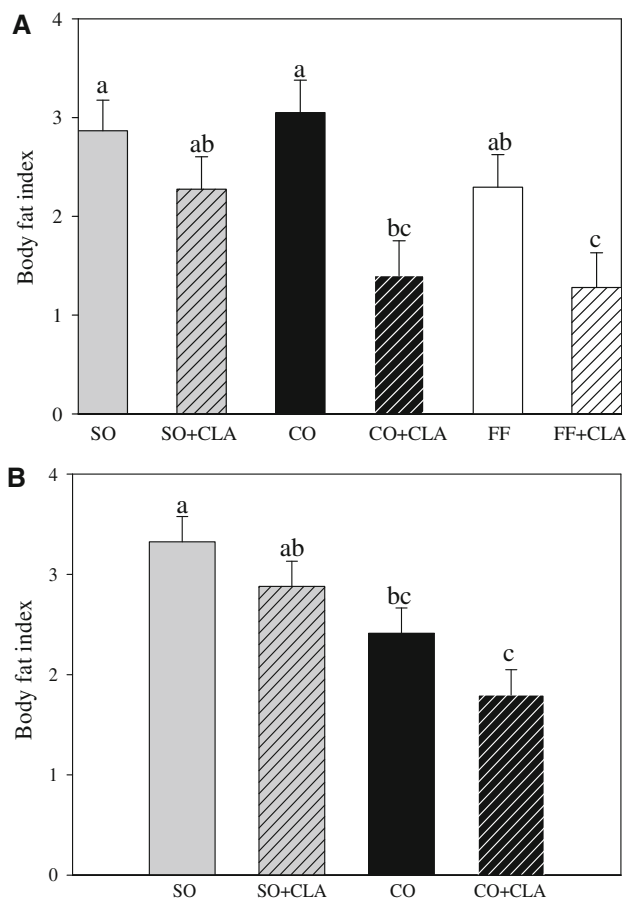 A
4
a
a
3
ab
ab
Body fat index
2
bc
c
1
0
SO SO+CLA CO CO+CLA FF FF+CLA
B
4
a
ab
3
bc
Body fat index
c
2
1
0
SO SO+CLA CO CO+CLA